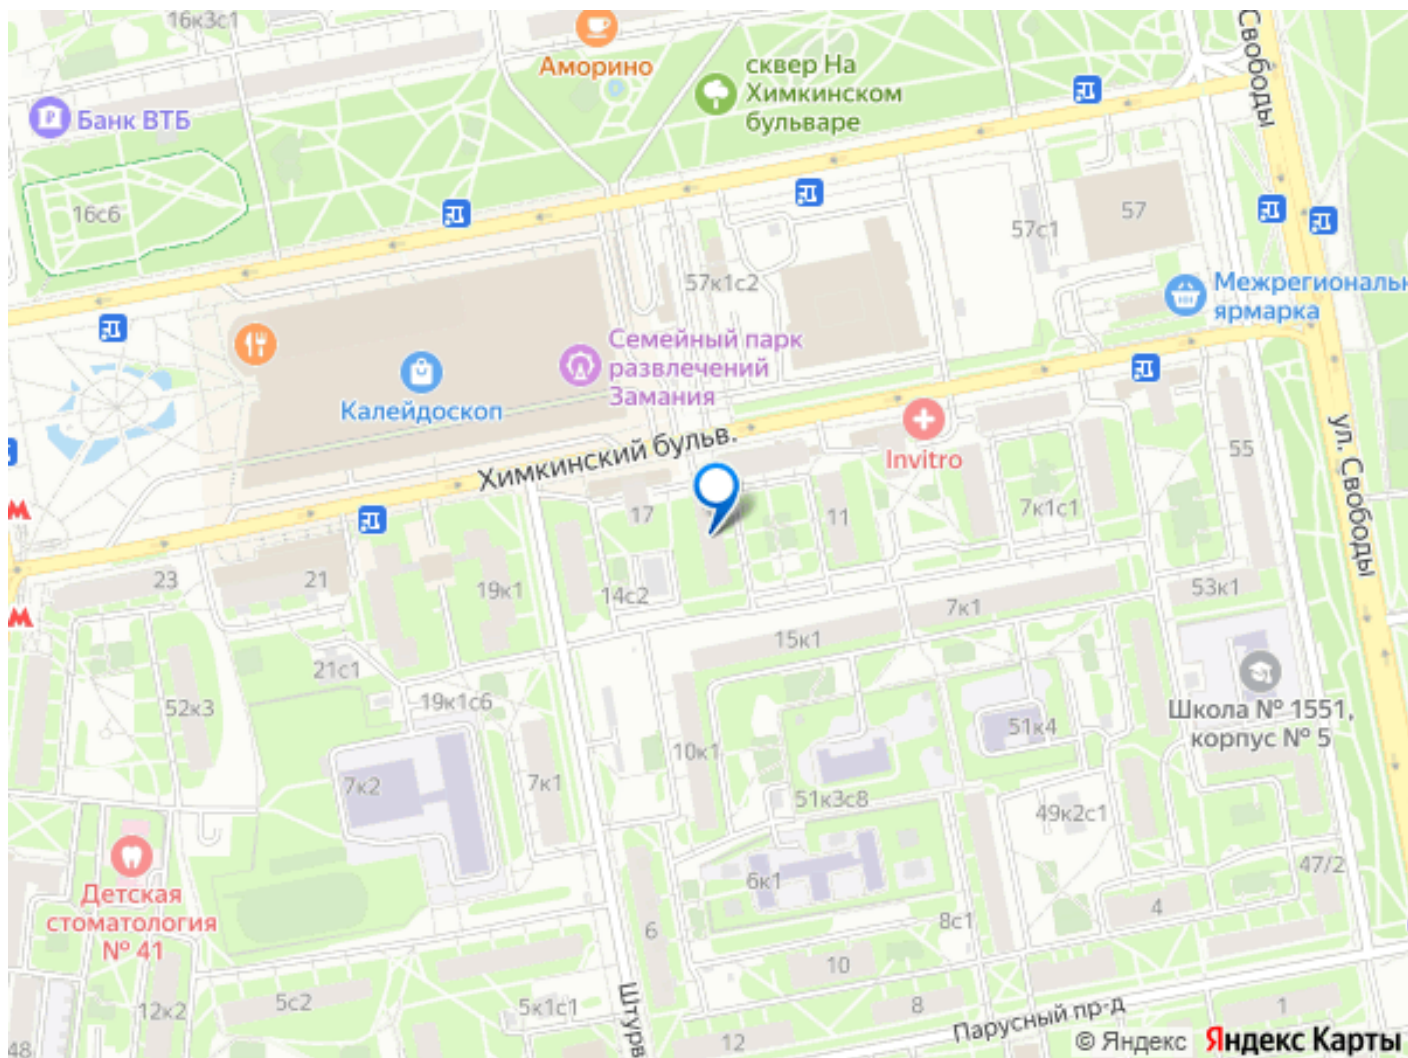 16к3с1
Аморино
сквер На
Химкинском
бульваре
Свободы
Банк ВТБ
16с6
57
57с1
57к1с2
Межрегиональн
ярмарка
Семейный парк
развлечений
Замания
Калейдоскоп
Химкинский бульв.
Invitro
55
ул. Свободы
17
11
7к1с1
23
21
19к1
14с2
7к1
53к1
15к1
21с1
19к1с6
52к3
Школа № 1551,
корпус № 5
51к4
10к1
7к2
7к1
51к3с8
49к2с1
47/2
6к1
Детская
стоматология
№ 41
4
6
8с1
10
12к2
5с2
5к1с1
Штурв
8
1
Парусный пр-д
12
48
© Яндекс Яндекс Карты